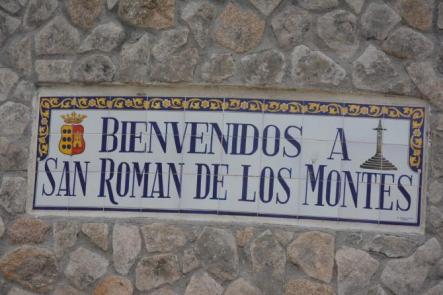 BIENVENIDOS A
SAN ROMAN DE LOS MONTES